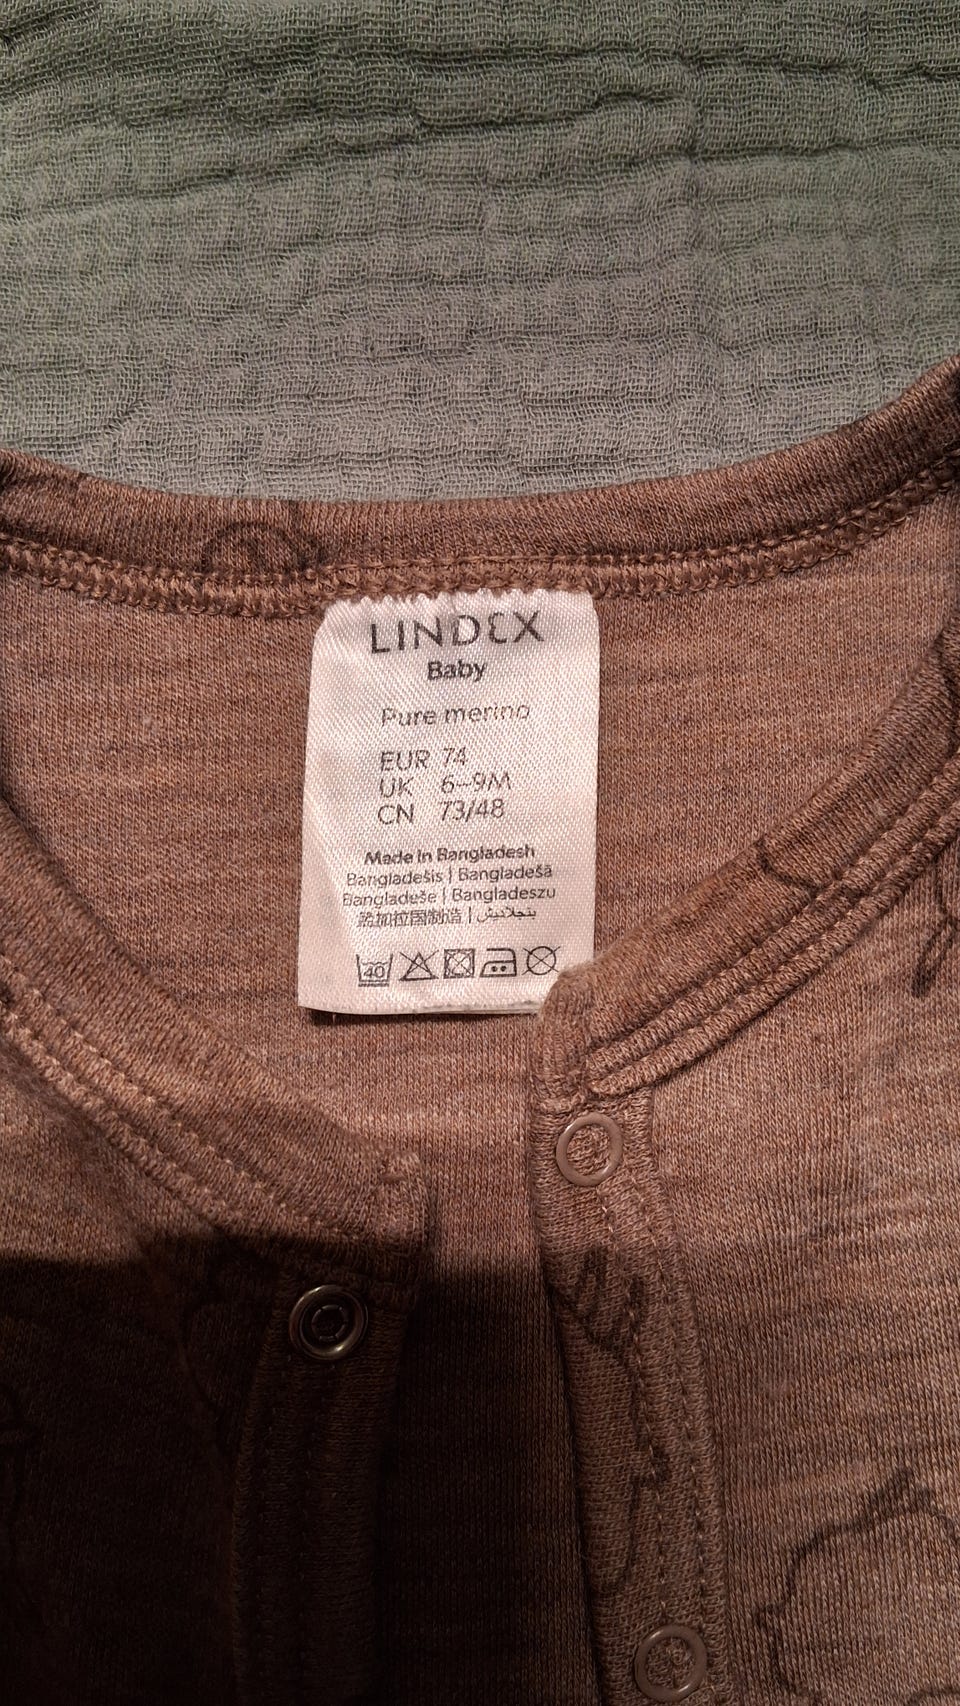 LINDEX
Baby
Pure merino
EUR 74
UK 6–9M
CN 73/48
Made in Bangladesh
Bangladešis | Bangladešā
Bangladeše | Bangladeszu
孟加拉国制造 | بنجلاديش
40